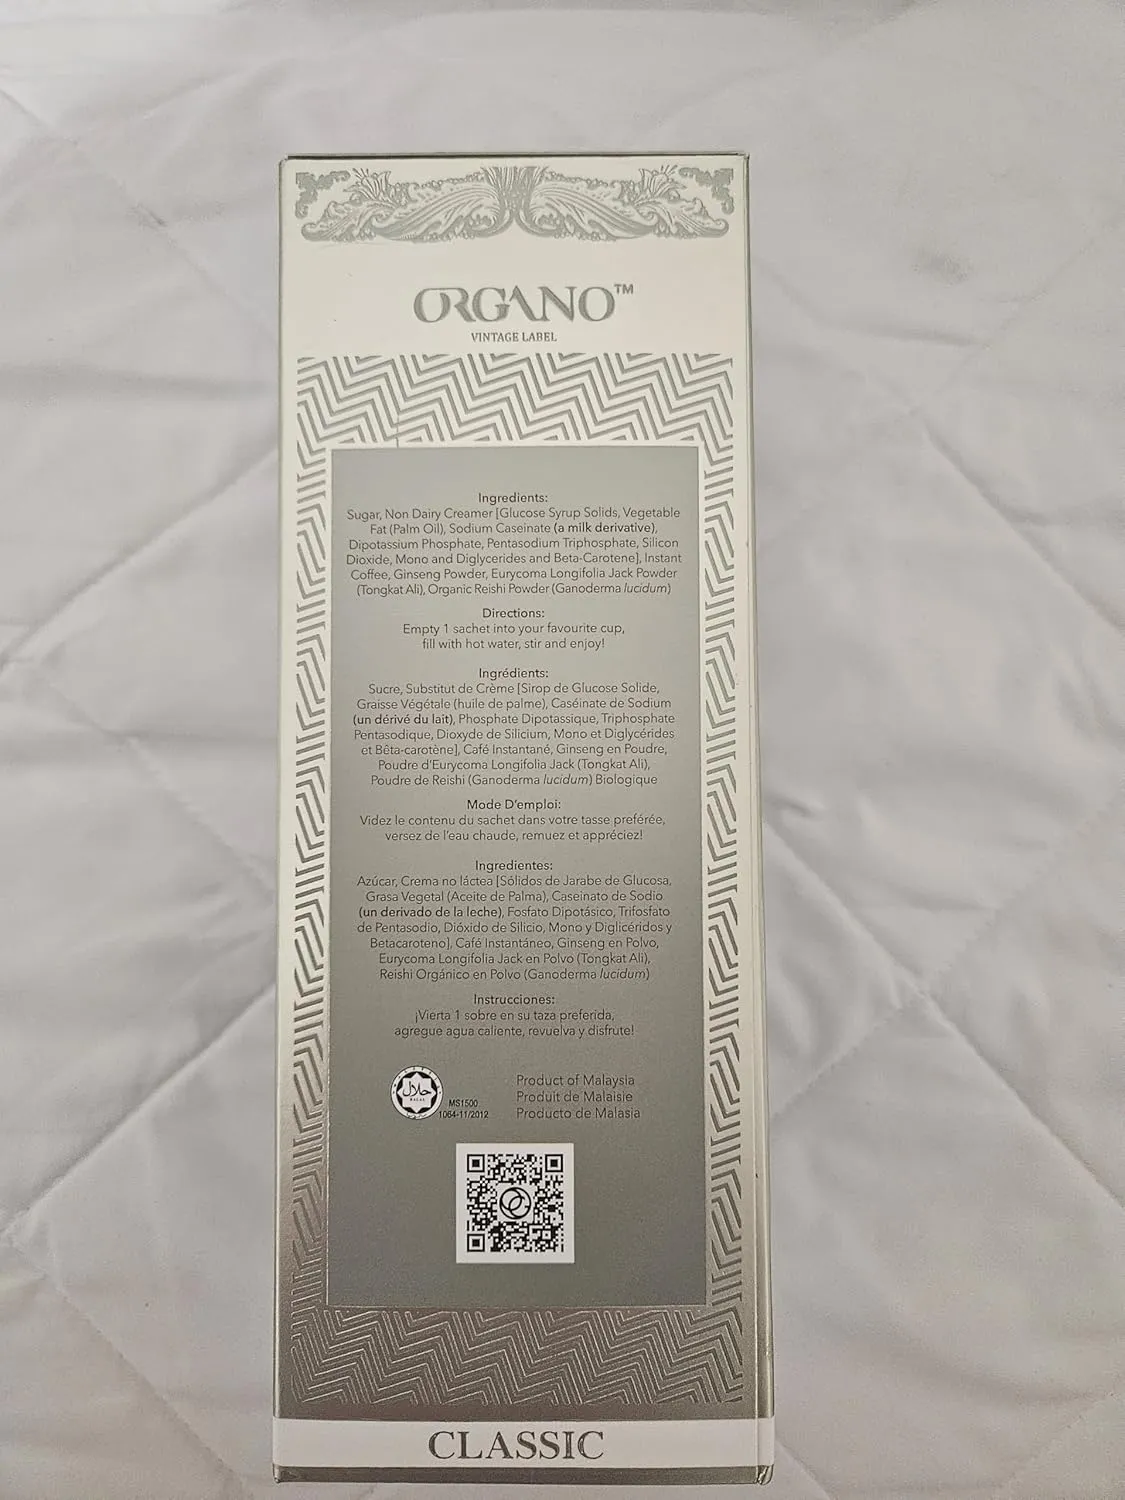 ORGANO™
VINTAGE LABEL
Ingredients:
Sugar, Non Dairy Creamer [Glucose Syrup Solids, Vegetable
Fat (Palm Oil), Sodium Caseinate (a milk derivative),
Dipotassium Phosphate, Pentasodium Triphosphate, Silicon
Dioxide, Mono and Diglycerides and Beta-Carotene], Instant
Coffee, Ginseng Powder, Eurycoma Longifolia Jack Powder
(Tongkat Ali), Organic Reishi Powder (Ganoderma lucidum)
Directions:
Empty 1 sachet into your favourite cup,
fill with hot water, stir and enjoy!
Ingrédients:
Sucre, Substitut de Crème [Sirop de Glucose Solide,
Graisse Végétale (huile de palme), Caséinate de Sodium
(un dérivé du lait), Phosphate Dipotassique, Triphosphate
Pentasodique, Dioxyde de Silicium, Mono et Diglycérides
et Bêta-carotène], Café Instantané, Ginseng en Poudre,
Poudre d'Eurycoma Longifolia Jack (Tongkat Ali),
Poudre de Reishi (Ganoderma lucidum) Biologique
Mode D'emploi:
Videz le contenu du sachet dans votre tasse preférée,
versez de l'eau chaude, remuez et appréciez!
Ingredientes:
Azúcar, Crema no láctea [Sólidos de Jarabe de Glucosa,
Grasa Vegetal (Aceite de Palma), Caseinato de Sodio
(un derivado de la leche), Fosfato Dipotásico, Trifosfato
de Pentasodio, Dióxido de Silicio, Mono y Diglicéridos y
Betacaroteno], Café Instantáneo, Ginseng en Polvo,
Eurycoma Longifolia Jack en Polvo (Tongkat Ali),
Reishi Orgánico en Polvo (Ganoderma lucidum)
Instrucciones:
¡Vierta 1 sobre en su taza preferida,
agregue agua caliente, revuelva y disfrute!
حلال
HALAL
MS1500
1064-11/2012
Product of Malaysia
Produit de Malaisie
Producto de Malasia
CLASSIC